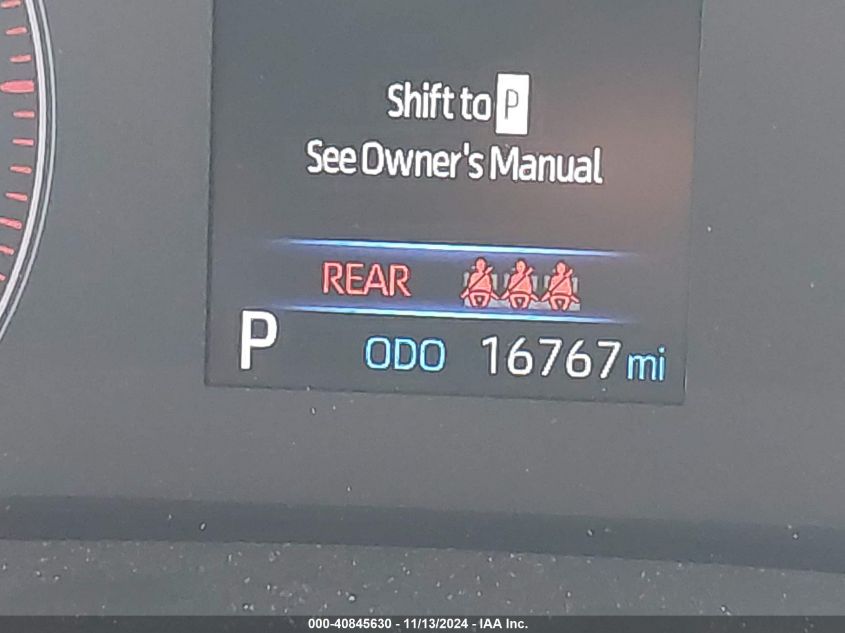 Shift to P
See Owner's Manual
REAR
P ODO 16767 mi
000-40845630 - 11/13/2024 - IAA Inc.